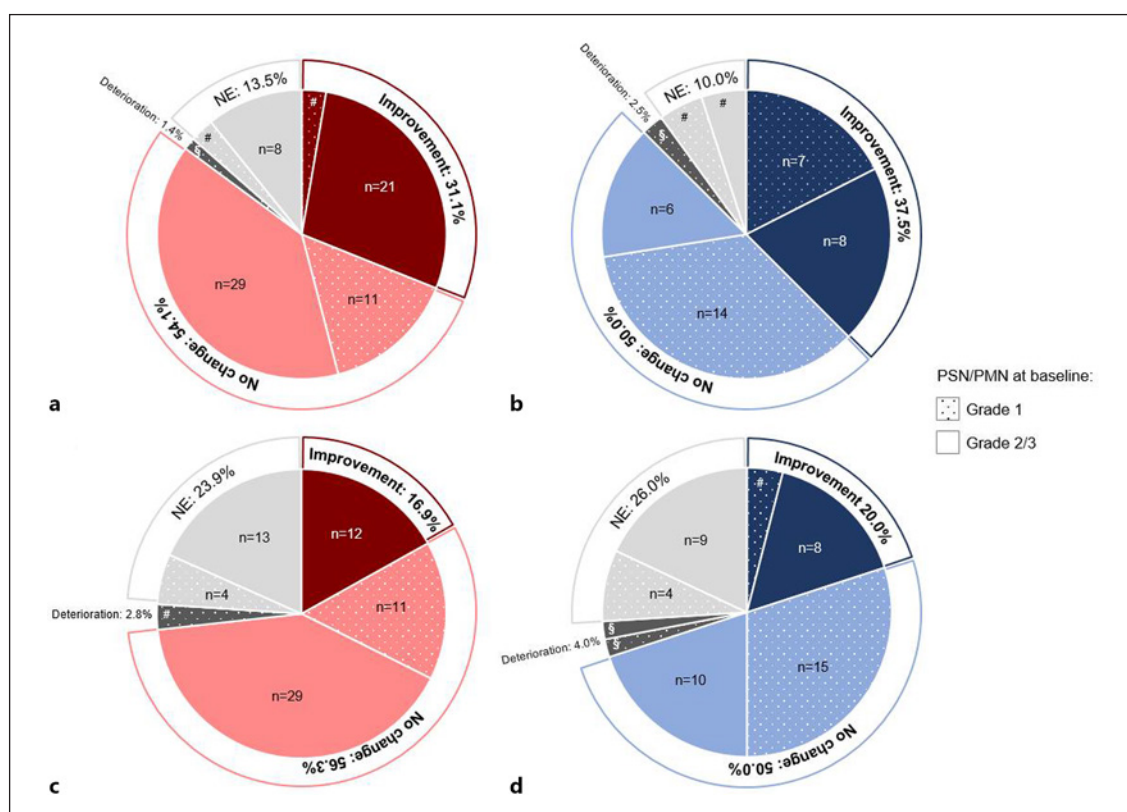 Deterioration: 1.4%
NE: 13.5%
Improvement: 31.1%
No change: 54.1%
#
n=21
n=11
n=29
§
#
n=8
a
Deterioration: 2.5%
NE: 10.0%
Improvement: 37.5%
No change: 50.0%
n=7
n=8
n=14
n=6
§
#
#
b
PSN/PMN at baseline:
Grade 1
Grade 2/3
NE: 23.9%
Improvement: 16.9%
Deterioration: 2.8%
No change: 56.3%
n=12
n=11
n=29
#
n=4
n=13
c
NE: 26.0%
Improvement 20.0%
Deterioration: 4.0%
No change: 50.0%
#
n=8
n=15
n=10
§
§
n=4
n=9
d